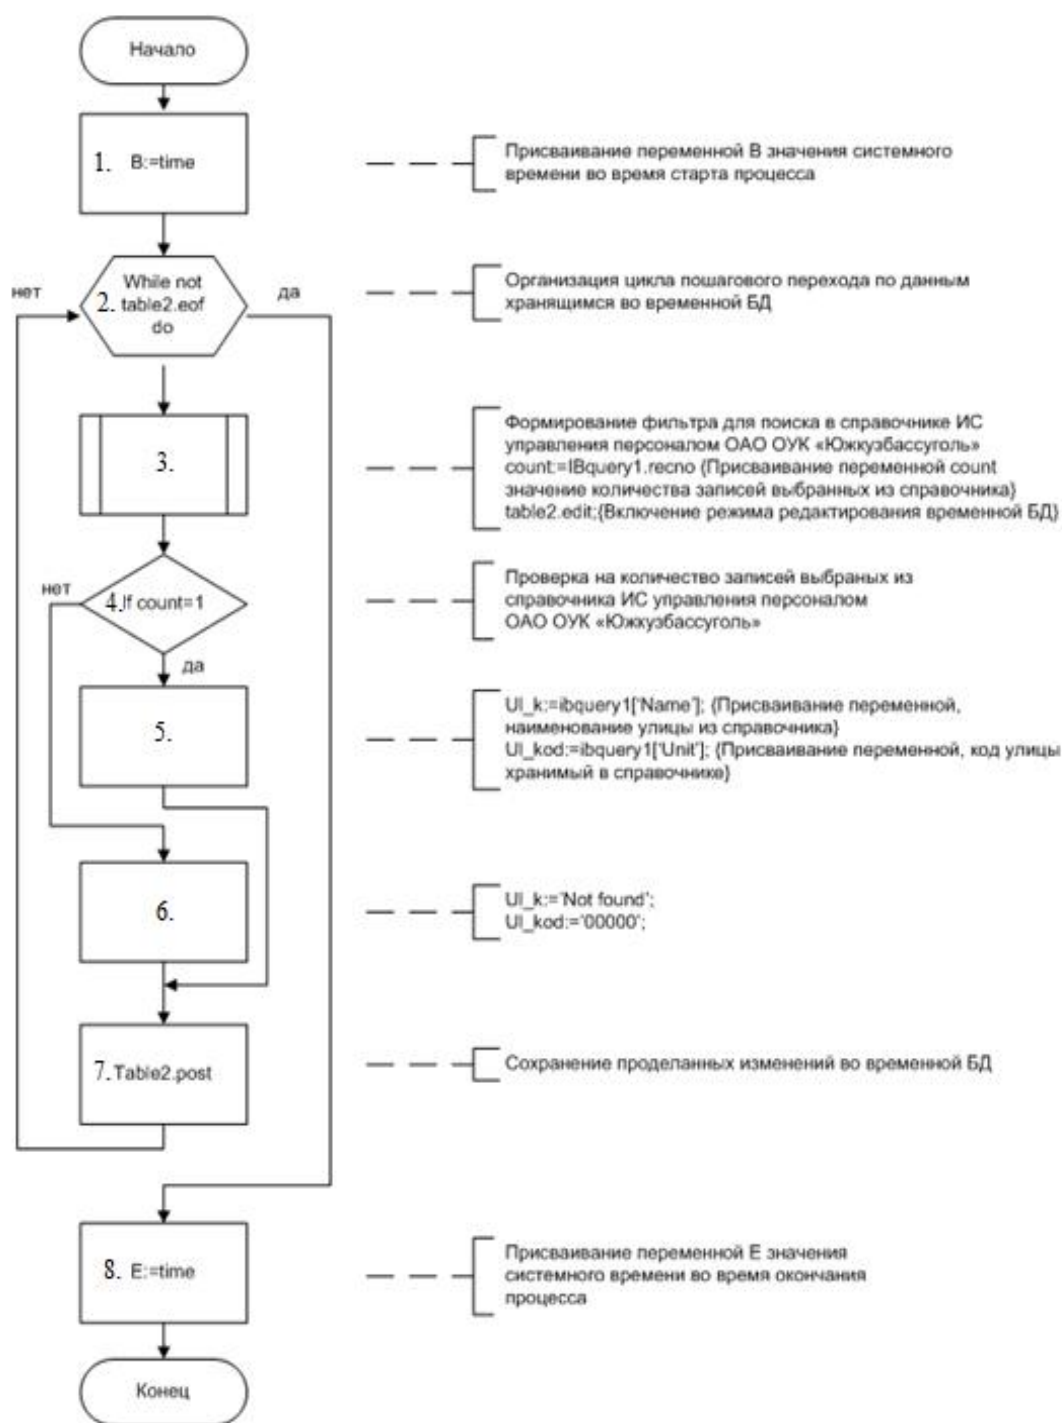 Начало
1. B:=time
Присваивание переменной В значения системного
времени во время старта процесса
нет
While not
2. table2.eof
do
да
Организация цикла пошагового перехода по данным
хранящимся во временной БД
3.
Формирование фильтра для поиска в справочнике ИС
управления персоналом ОАО ОУК «Южкузбассуголь»
count:=IBquery1.recno {Присваивание переменной count
значение количества записей выбранных из справочника}
table2.edit;{Включение режима редактирования временной БД}
нет
4.If count=1
да
Проверка на количество записей выбраных из
справочника ИС управления персоналом
ОАО ОУК «Южкузбассуголь»
5.
Ul_k:=ibquery1['Name']; {Присваивание переменной,
наименование улицы из справочника}
Ul_kod:=ibquery1['Unit']; {Присваивание переменной, код улицы
хранимый в справочнике}
6.
Ul_k:='Not found';
Ul_kod:='00000';
7.Table2.post
Сохранение проделанных изменений во временной БД
8. E:=time
Присваивание переменной Е значения
системного времени во время окончания
процесса
Конец